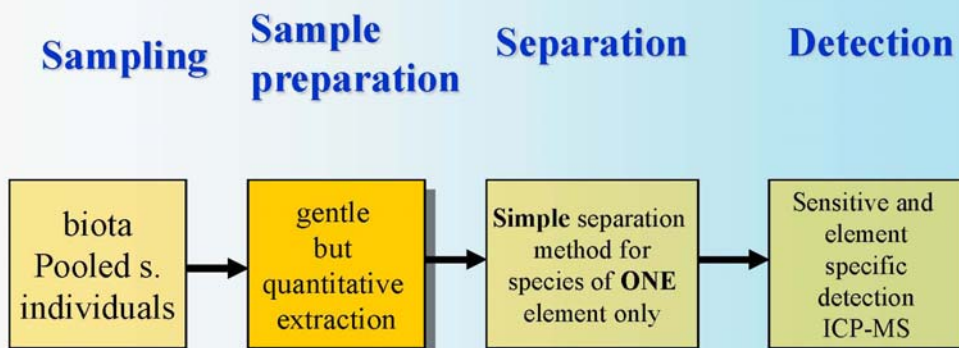 Sampling
Sample
preparation
Separation
Detection
biota
Pooled s.
individuals
gentle
but
quantitative
extraction
Simple separation
method for
species of ONE
element only
Sensitive and
element
specific
detection
ICP-MS